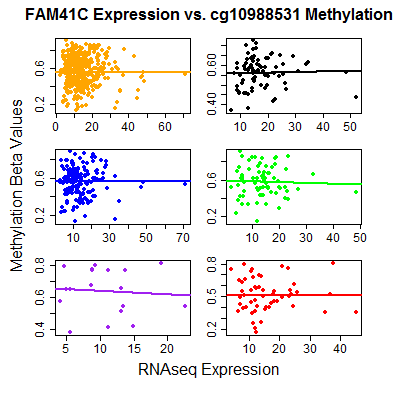 FAM41C Expression vs. cg10988531 Methylation
Methylation Beta Values
0.2 0.6
0 10 20 30 40 50 60 70
0.40 0.60
10 20 30 40 50
0.2 0.6
10 20 30 40 50 60 70
0.2 0.6
0 10 20 30 40 50
0.4 0.6 0.8
5 10 15 20
0.2 0.4 0.6 0.8
10 20 30 40
RNAseq Expression